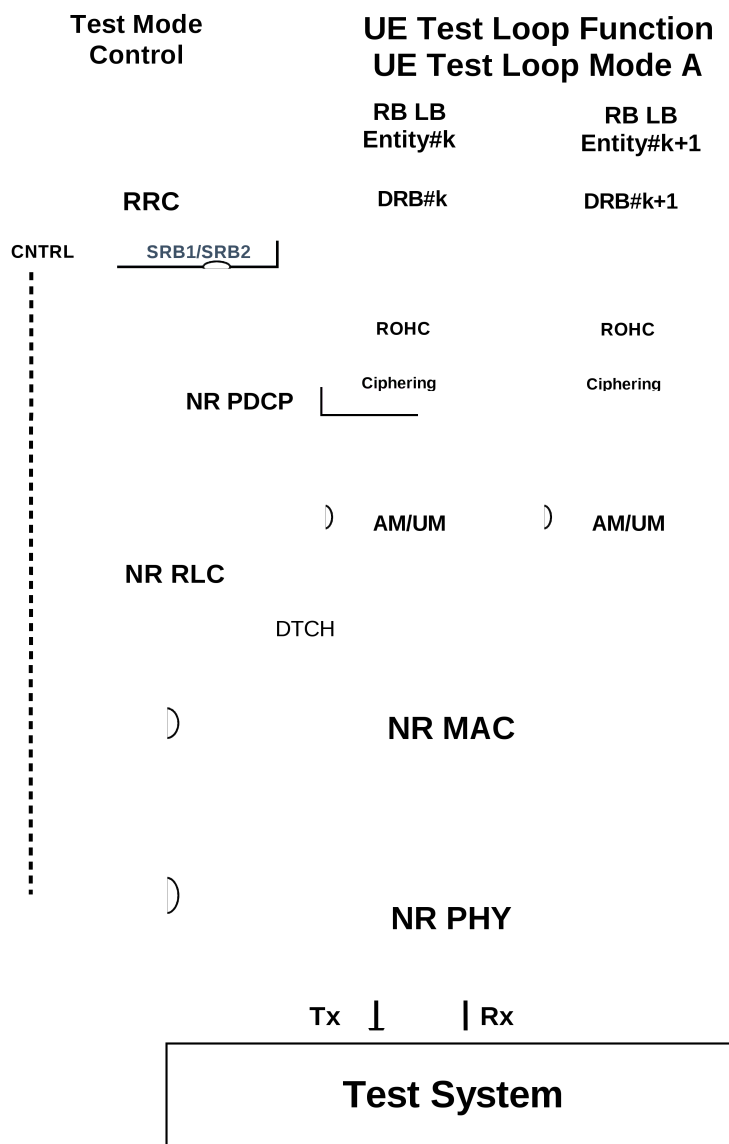 Test Mode
Control
UE Test Loop Function
UE Test Loop Mode A
RB LB
Entity#k
RB LB
Entity#k+1
RRC
DRB#k
DRB#k+1
CNTRL
SRB1/SRB2
ROHC
ROHC
Ciphering
Ciphering
NR PDCP
AM/UM
AM/UM
NR RLC
DTCH
NR MAC
NR PHY
Tx
Rx
Test System